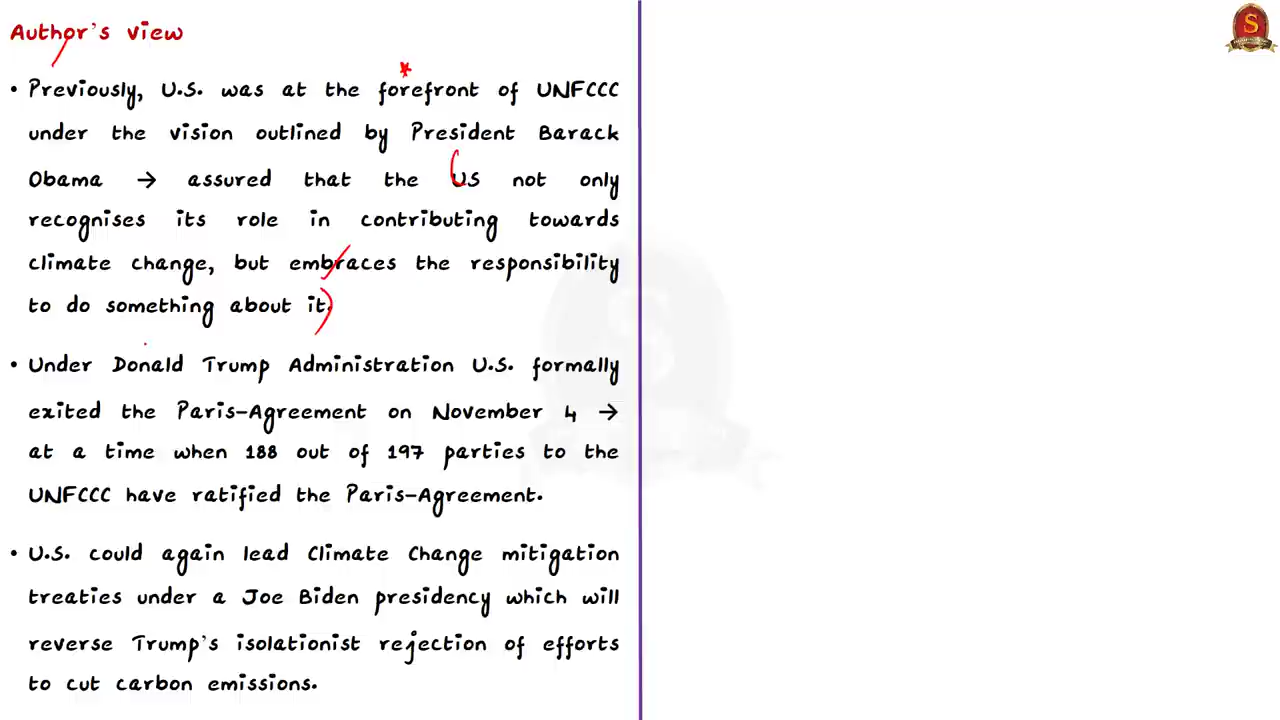 Author's view
• Previously, U.S. was at the forefront of UNFCCC
under the vision outlined by President Barack
Obama → assured that the US not only
recognises its role in contributing towards
climate change, but embraces the responsibility
to do something about it.
• Under Donald Trump Administration U.S. formally
exited the Paris-Agreement on November 4 →
at a time when 188 out of 197 parties to the
UNFCCC have ratified the Paris-Agreement.
• U.S. could again lead Climate Change mitigation
treaties under a Joe Biden presidency which will
reverse Trump's isolationist rejection of efforts
to cut carbon emissions.